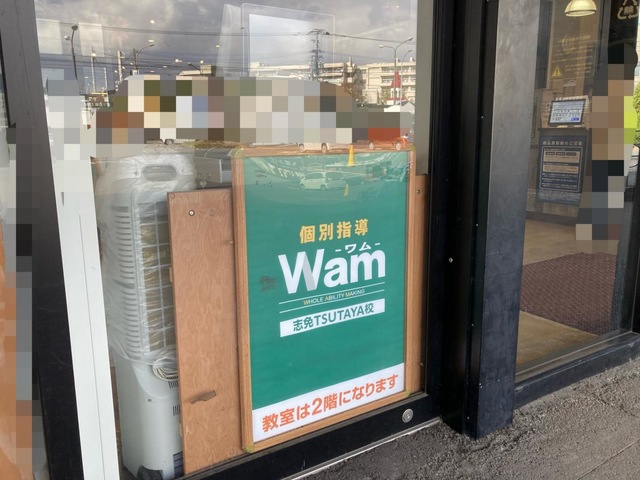 個別指導
-ワム-
Wam
WHOLE ABILITY MAKING
志免TSUTAYA校
教室は2階になります